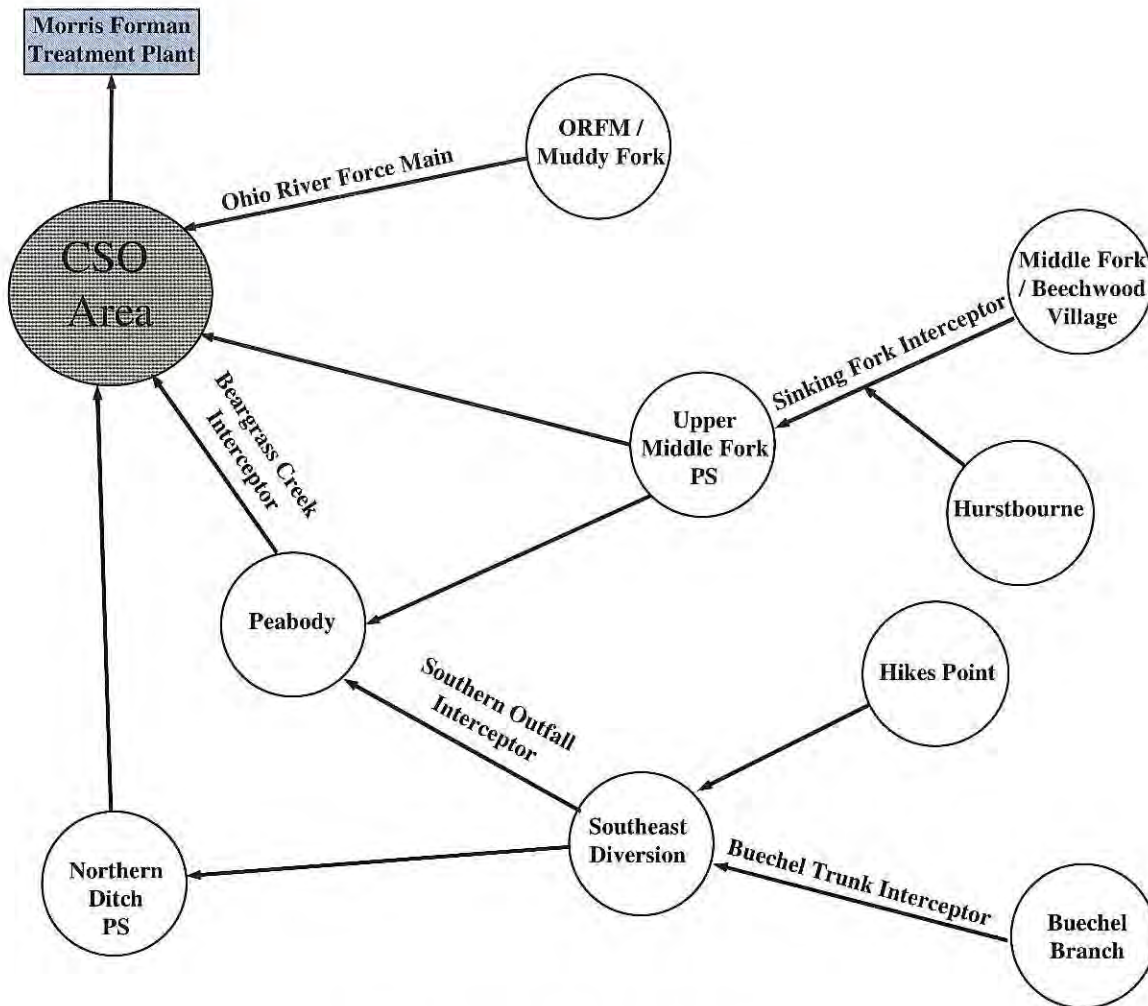 Morris Forman
Treatment Plant
ORFM /
Muddy Fork
Ohio River Force Main
CSO
Area
Middle Fork
/ Beechwood
Village
Sinking Fork Interceptor
Beargrass Creek
Interceptor
Upper
Middle Fork
PS
Hurstbourne
Peabody
Hikes Point
Southern Outfall
Interceptor
Southeast
Diversion
Buechel Trunk Interceptor
Northern
Ditch
PS
Buechel
Branch